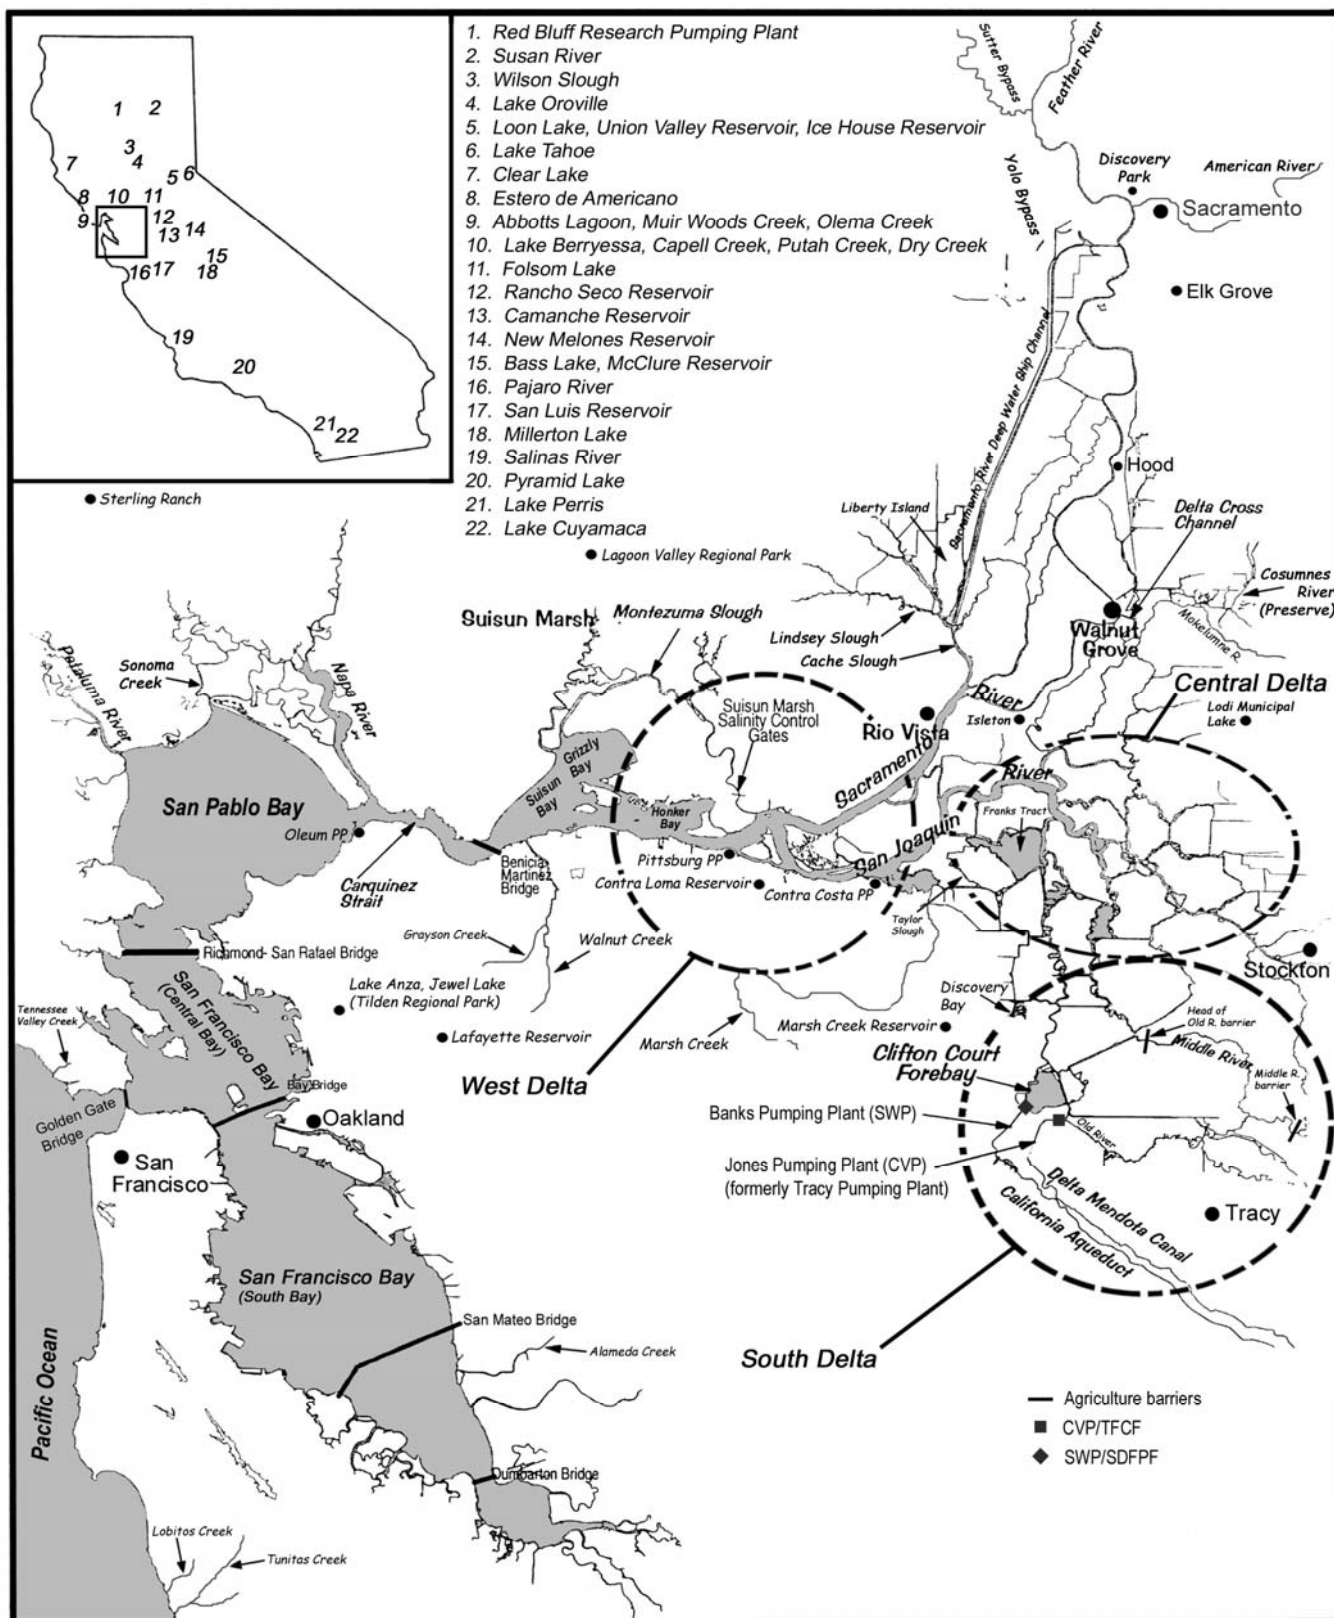 1. Red Bluff Research Pumping Plant
2. Susan River
3. Wilson Slough
4. Lake Oroville
5. Loon Lake, Union Valley Reservoir, Ice House Reservoir
6. Lake Tahoe
7. Clear Lake
8. Estero de Americano
9. Abbotts Lagoon, Muir Woods Creek, Olema Creek
10. Lake Berryessa, Capell Creek, Putah Creek, Dry Creek
11. Folsom Lake
12. Rancho Seco Reservoir
13. Camanche Reservoir
14. New Melones Reservoir
15. Bass Lake, McClure Reservoir
16. Pajaro River
17. San Luis Reservoir
18. Millerton Lake
19. Salinas River
20. Pyramid Lake
21. Lake Perris
22. Lake Cuyamaca
1
2
3
4
5
6
7
8
9
10
11
12
13
14
15
16
17
18
19
20
21
22
Sutter Bypass
Feather River
Yolo Bypass
Discovery
Park
American River
Sacramento
Elk Grove
Sacramento River Deep Water Ship Channel
Hood
Liberty Island
Delta Cross
Channel
Cosumnes
River
(Preserve)
Mokelumne R.
Walnut
Grove
Sterling Ranch
Lagoon Valley Regional Park
Suisun Marsh
Montezuma Slough
Lindsey Slough
Cache Slough
Petaluma River
Sonoma
Creek
Napa River
Suisun Marsh
Salinity Control
Gates
Rio Vista
River
Isleton
Central Delta
Lodi Municipal
Lake
Sacramento
River
San Joaquin
Franks Tract
San Pablo Bay
Oleum PP
Suisun
Bay
Grizzly
Bay
Honker
Bay
Carquinez
Strait
Benicia
Martinez
Bridge
Pittsburg PP
Contra Loma Reservoir
Contra Costa PP
Taylor
Slough
Grayson Creek
Walnut Creek
Richmond- San Rafael Bridge
San Francisco Bay
(Central Bay)
Lake Anza, Jewel Lake
(Tilden Regional Park)
Lafayette Reservoir
Marsh Creek
Marsh Creek Reservoir
Discovery
Bay
Stockton
Tennessee
Valley Creek
West Delta
Clifton Court
Forebay
Head of
Old R. barrier
Middle River
Middle R.
barrier
Bay Bridge
Golden Gate
Bridge
Oakland
San
Francisco
Banks Pumping Plant (SWP)
Jones Pumping Plant (CVP)
(formerly Tracy Pumping Plant)
Old River
Delta Mendota Canal
California Aqueduct
Tracy
San Francisco Bay
(South Bay)
San Mateo Bridge
Alameda Creek
South Delta
Pacific Ocean
Dumbarton Bridge
Lobitos Creek
Tunitas Creek
Agriculture barriers
CVP/TFCF
SWP/SDFPF